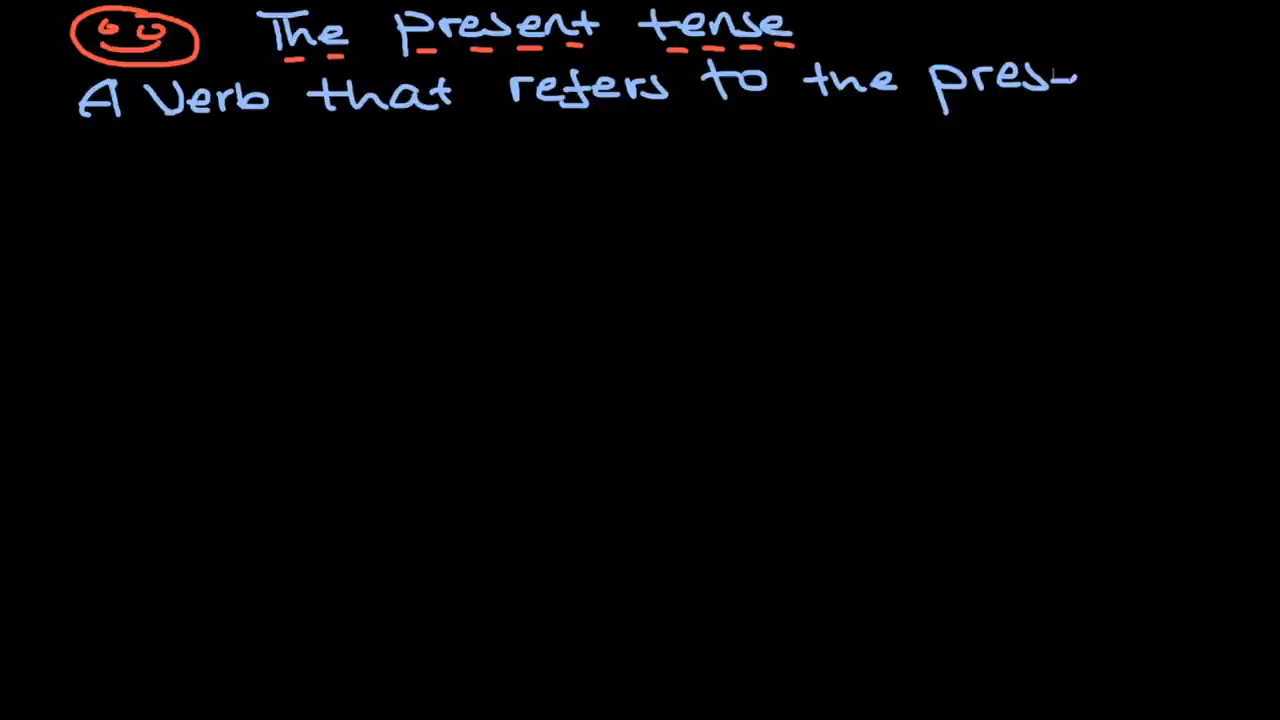 The present tense
A verb that refers to the pres